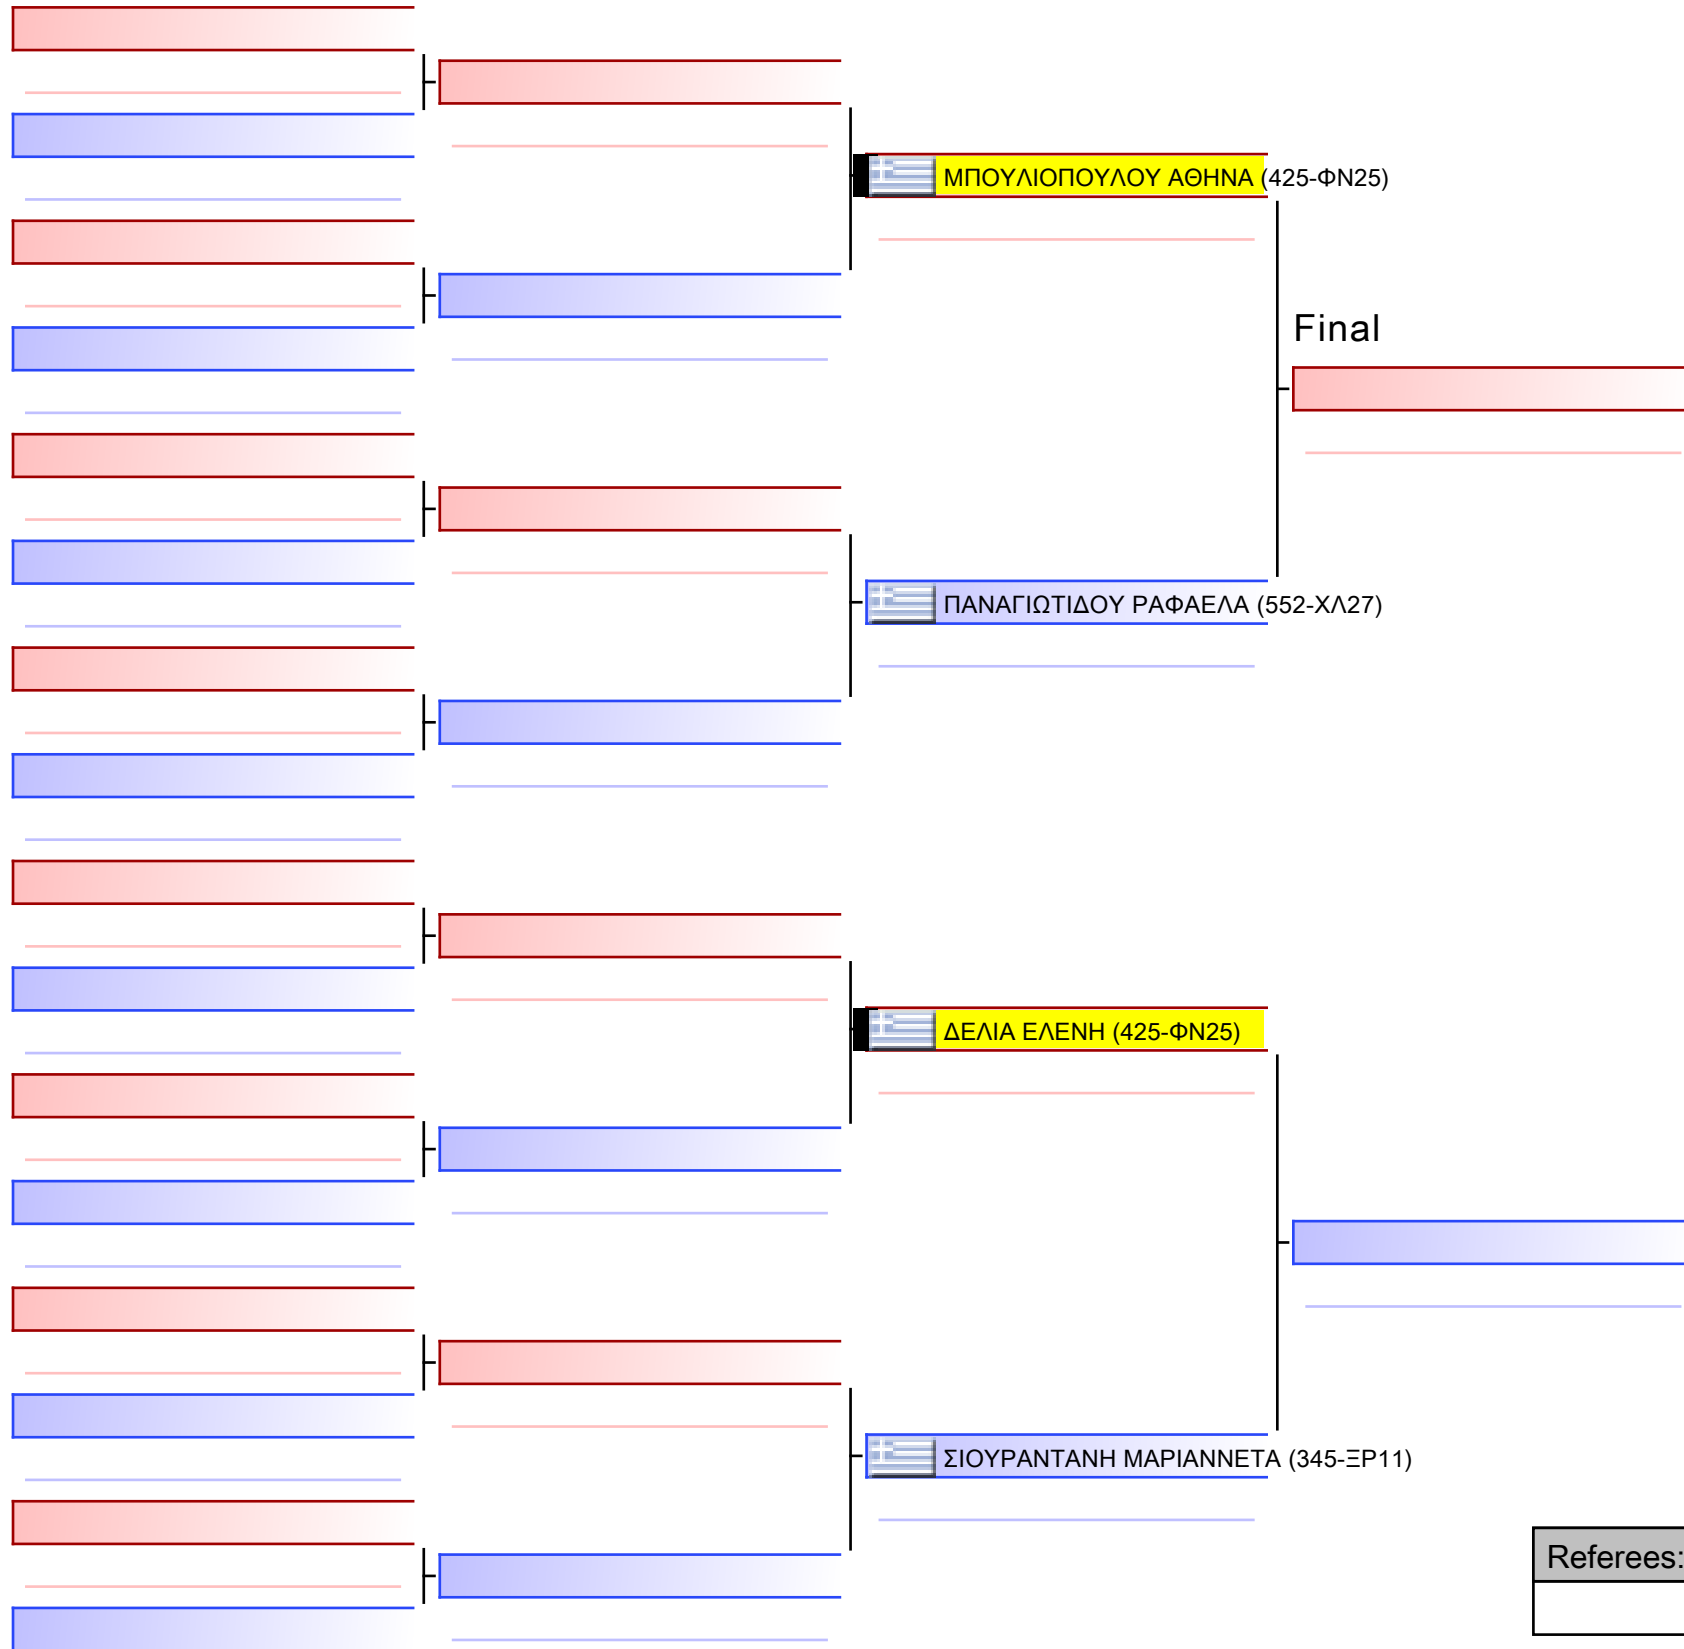 ΜΠΟΥΛΙΟΠΟΥΛΟΥ ΑΘΗΝΑ (425-ΦΝ25)
Final
ΠΑΝΑΓΙΩΤΙΔΟΥ ΡΑΦΑΕΛΑ (552-ΧΛ27)
ΔΕΛΙΑ ΕΛΕΝΗ (425-ΦΝ25)
ΣΙΟΥΡΑΝΤΑΝΗ ΜΑΡΙΑΝΝΕΤΑ (345-ΞΡ11)
Referees: